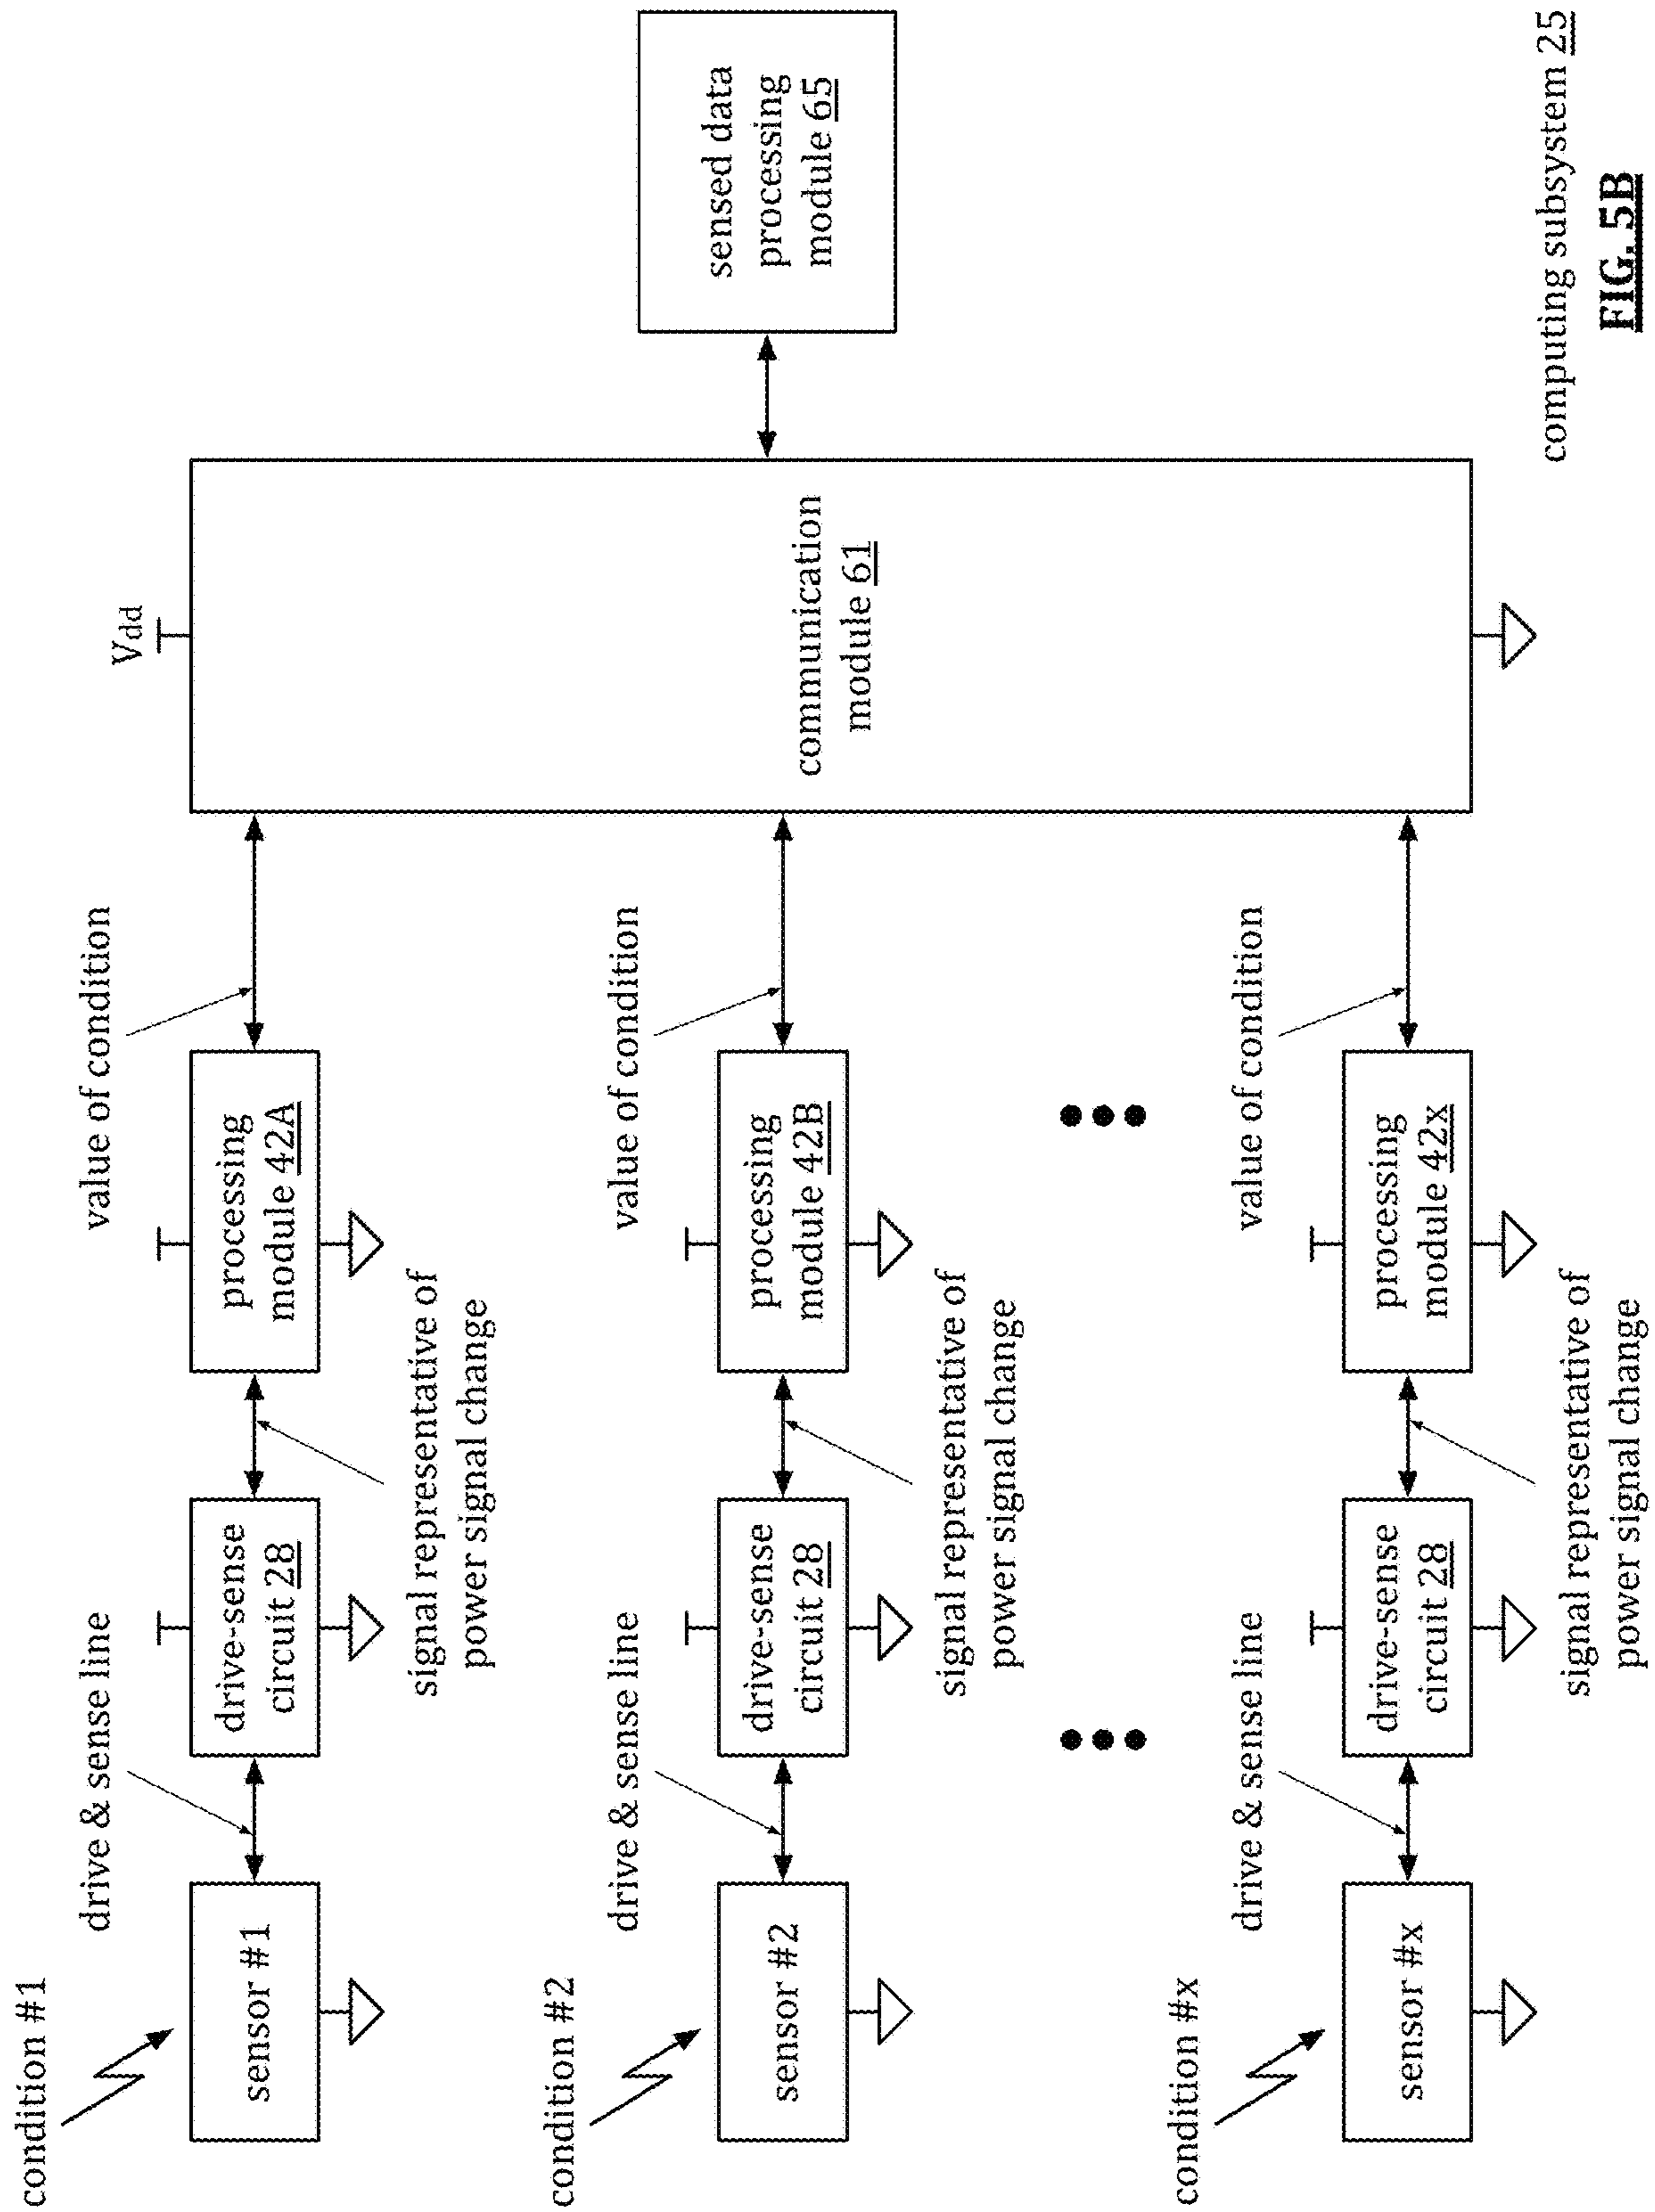 condition #1
sensor #1
drive & sense line
drive-sense
circuit 28
signal representative of
power signal change
processing
module 42A
value of condition
condition #2
sensor #2
drive & sense line
drive-sense
circuit 28
signal representative of
power signal change
processing
module 42B
value of condition
condition #x
sensor #x
drive & sense line
drive-sense
circuit 28
signal representative of
power signal change
processing
module 42x
value of condition
Vdd
communication
module 61
sensed data
processing
module 65
computing subsystem 25
FIG. 5B